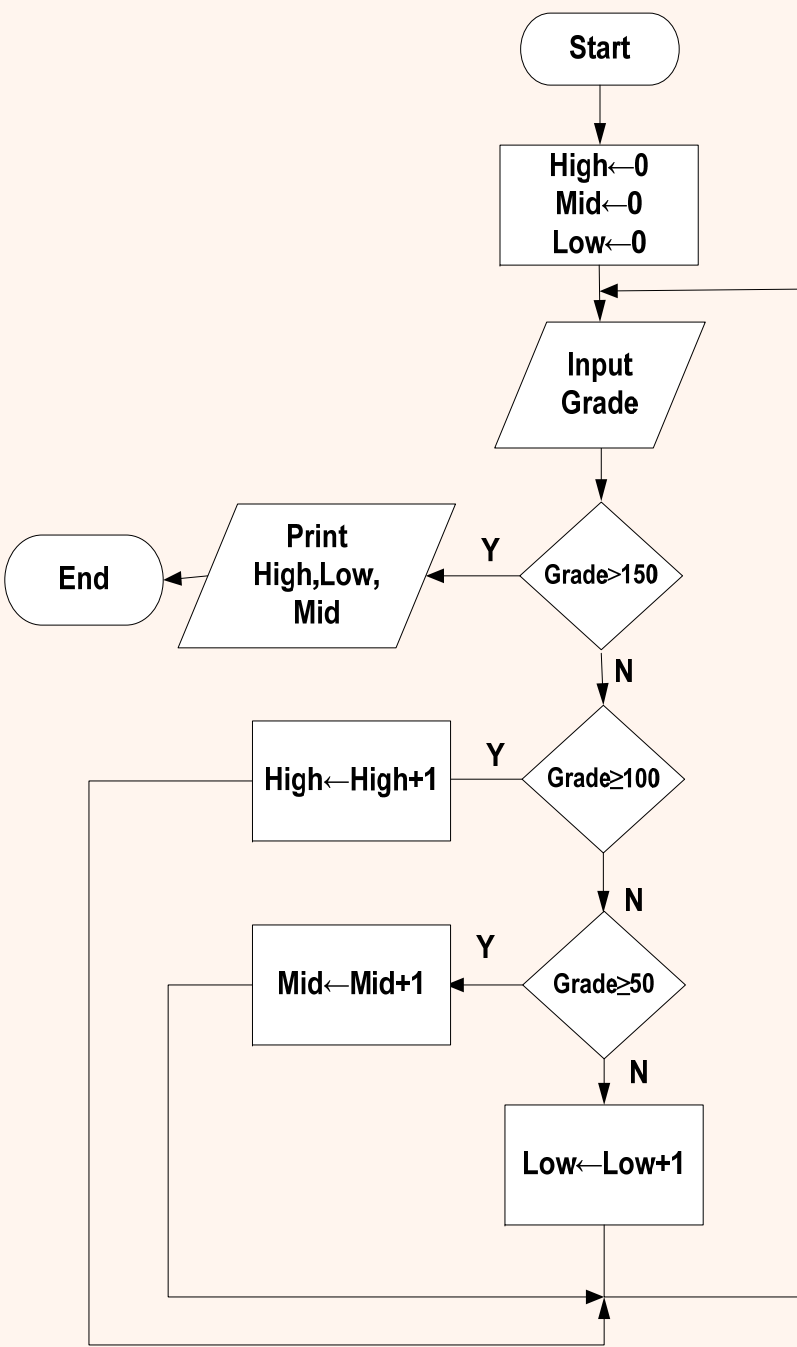 Start
High←0
Mid←0
Low←0
Input
Grade
Grade>150
Y
Print
High,Low,
Mid
End
N
Grade≥100
Y
High←High+1
N
Grade≥50
Y
Mid←Mid+1
N
Low←Low+1